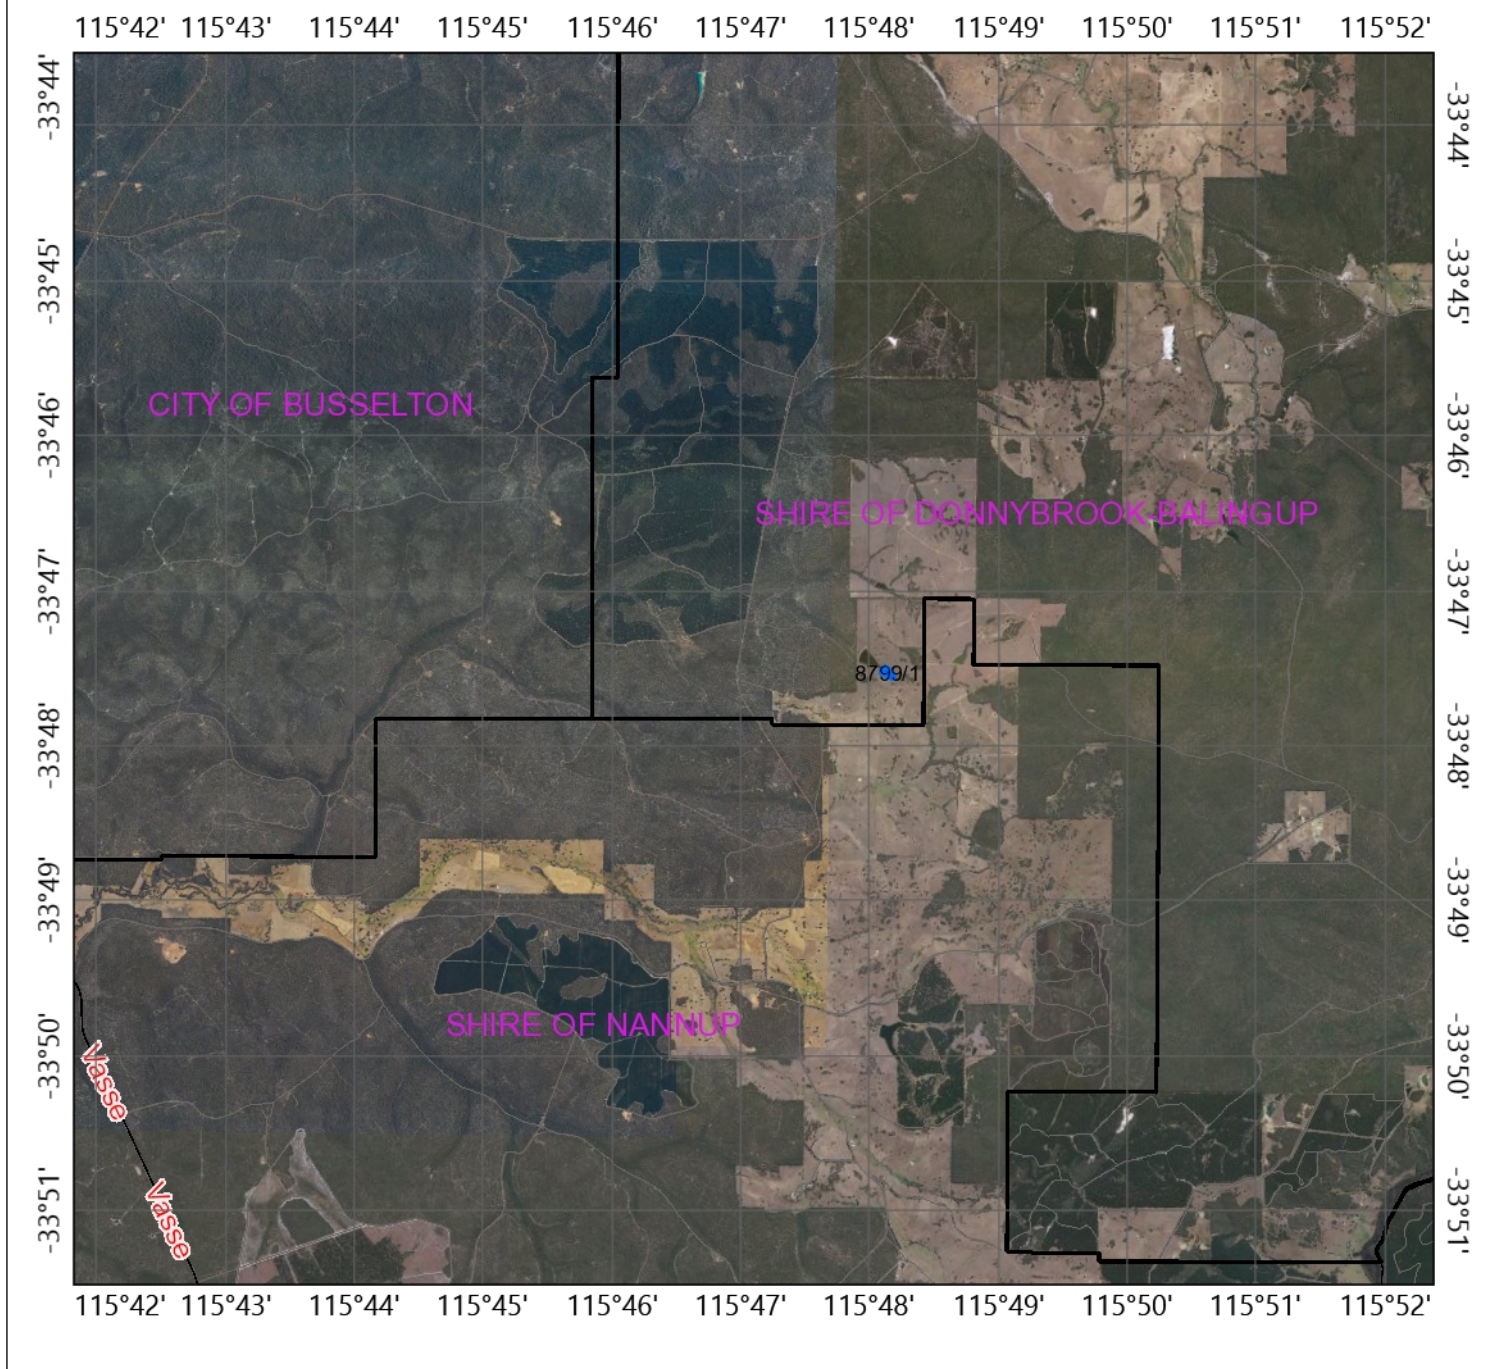 115°42' 115°43' 115°44' 115°45' 115°46' 115°47' 115°48' 115°49' 115°50' 115°51' 115°52'
-33°44' -33°44'
-33°45' -33°45'
CITY OF BUSSELTON
-33°46' -33°46'
SHIRE OF DONNYBROOK-BALINGUP
-33°47' -33°47'
8799/1
-33°48' -33°48'
-33°49' -33°49'
SHIRE OF NANNUP
-33°50' -33°50'
Vasse
-33°51' -33°51'
Vasse
115°42' 115°43' 115°44' 115°45' 115°46' 115°47' 115°48' 115°49' 115°50' 115°51' 115°52'